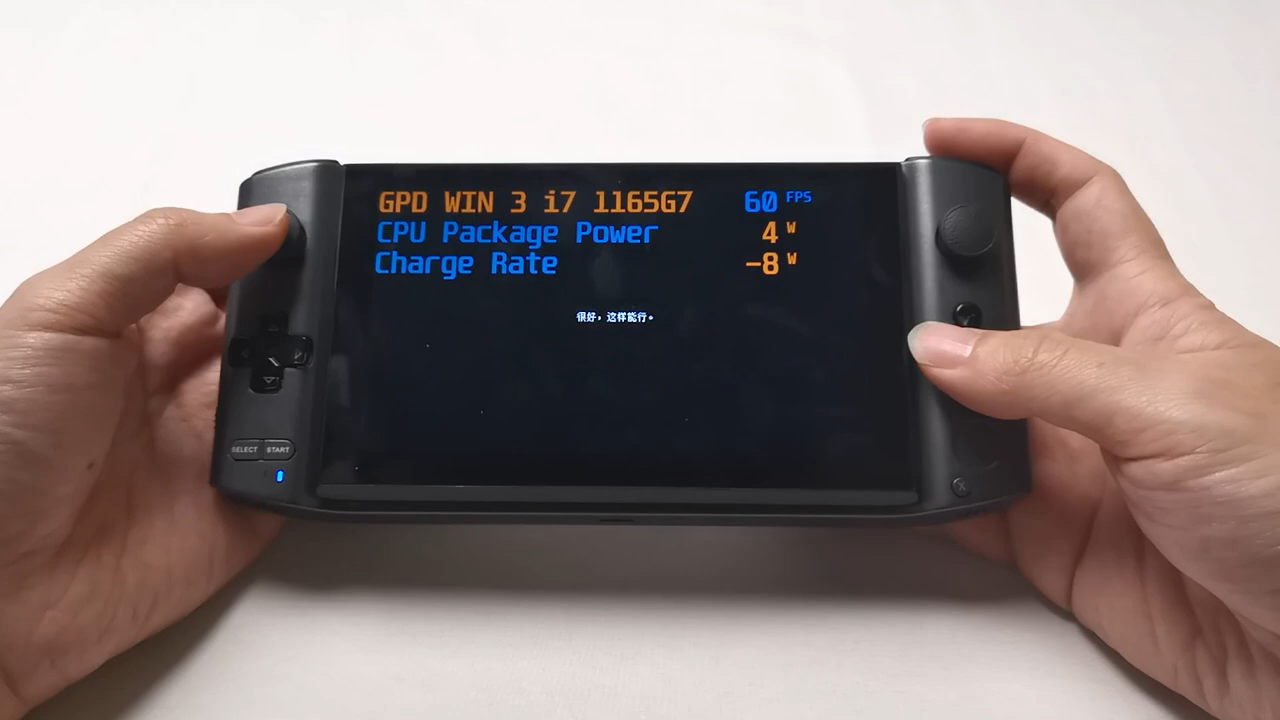 GPD WIN 3 i7 1165G7 60 FPS
CPU Package Power 4 W
Charge Rate -8 W
很好，这样能行。
SELECT START